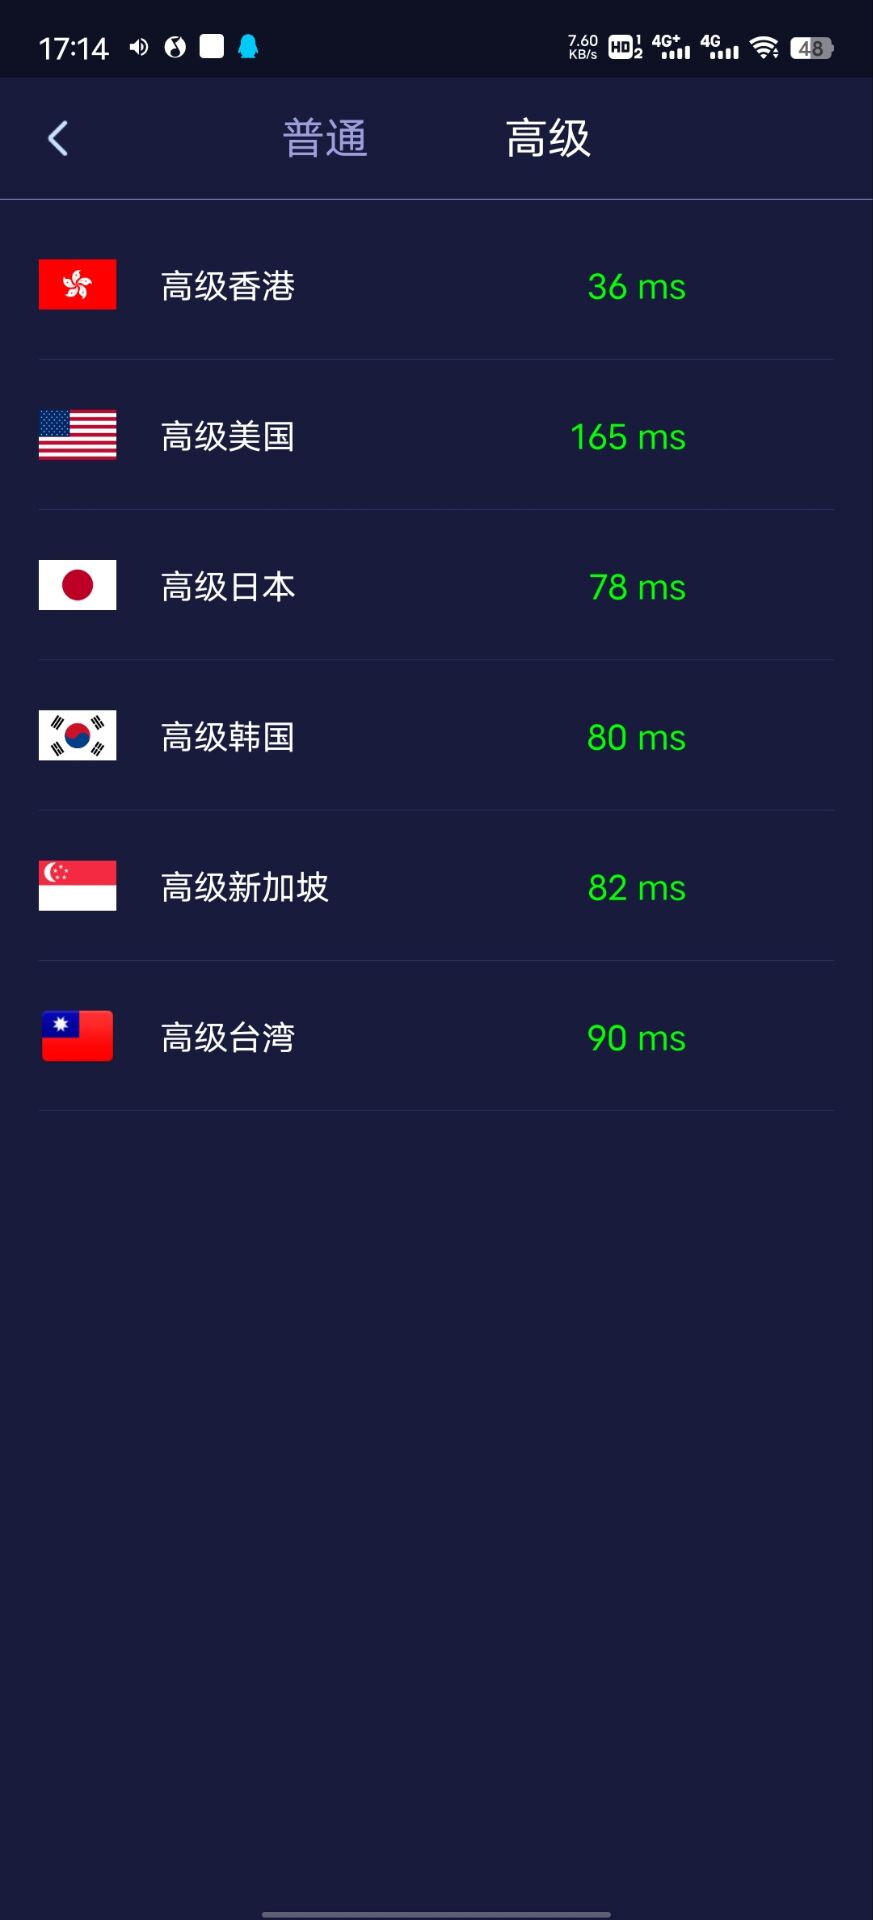 17:14 7.60 KB/s HD 1 2 4G+ 4G 48
普通 高级
高级香港 36 ms
高级美国 165 ms
高级日本 78 ms
高级韩国 80 ms
高级新加坡 82 ms
高级台湾 90 ms